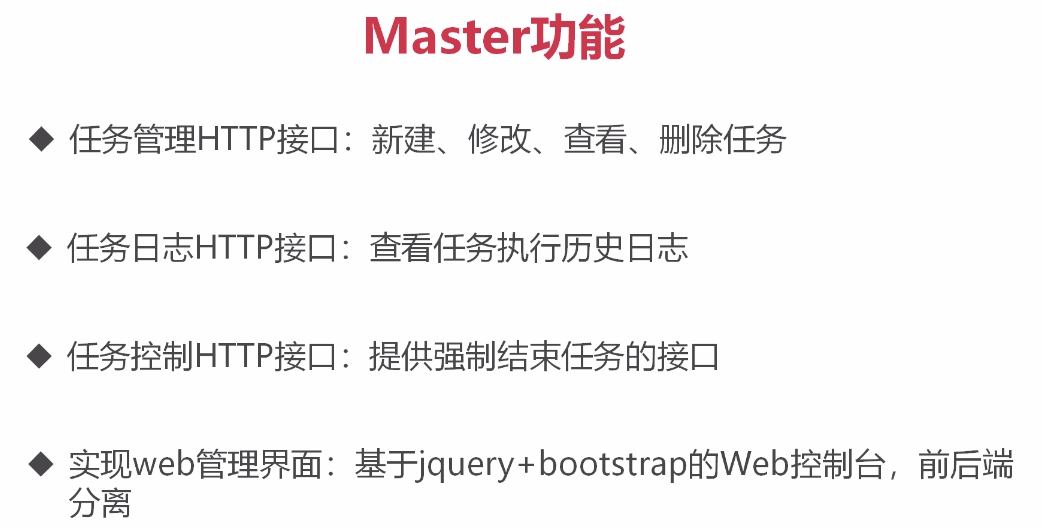 Master功能
◆ 任务管理HTTP接口：新建、修改、查看、删除任务
◆ 任务日志HTTP接口：查看任务执行历史日志
◆ 任务控制HTTP接口：提供强制结束任务的接口
◆ 实现web管理界面：基于jquery+bootstrap的Web控制台，前后端
分离